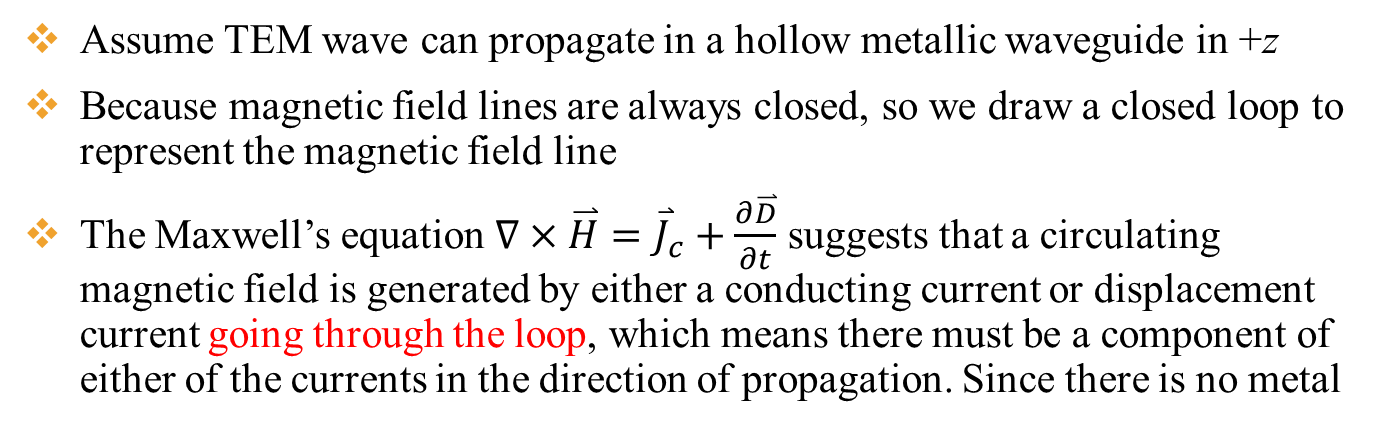 ❖ Assume TEM wave can propagate in a hollow metallic waveguide in +z
❖ Because magnetic field lines are always closed, so we draw a closed loop to
represent the magnetic field line
❖ The Maxwell’s equation ∇ × H⃗ = J⃗_c + ∂D⃗/∂t suggests that a circulating
magnetic field is generated by either a conducting current or displacement
current going through the loop, which means there must be a component of
either of the currents in the direction of propagation. Since there is no metal